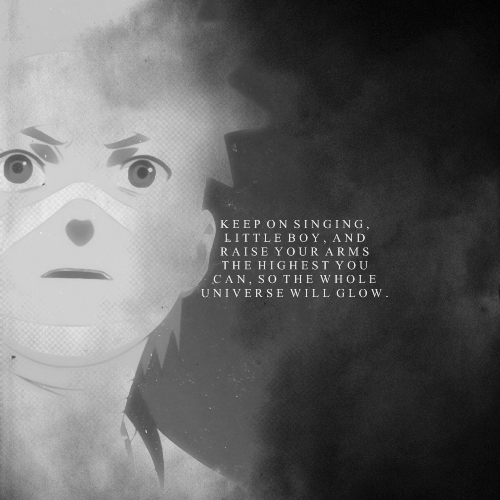 KEEP ON SINGING,
LITTLE BOY, AND
RAISE YOUR ARMS
THE HIGHEST YOU
CAN, SO THE WHOLE
UNIVERSE WILL GLOW.